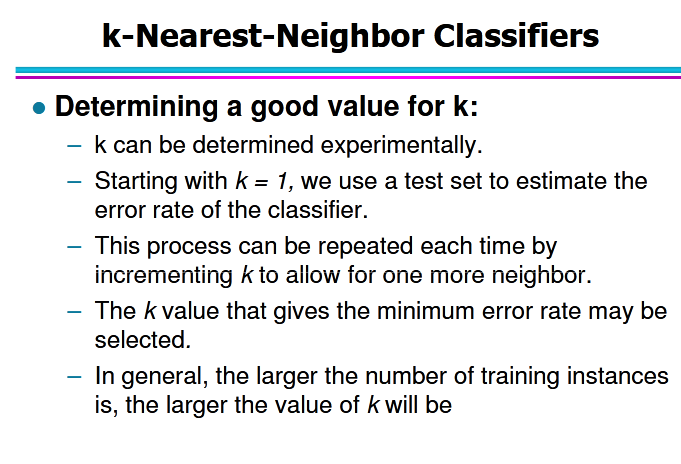 k-Nearest-Neighbor Classifiers
● Determining a good value for k:
– k can be determined experimentally.
– Starting with k = 1, we use a test set to estimate the
error rate of the classifier.
– This process can be repeated each time by
incrementing k to allow for one more neighbor.
– The k value that gives the minimum error rate may be
selected.
– In general, the larger the number of training instances
is, the larger the value of k will be